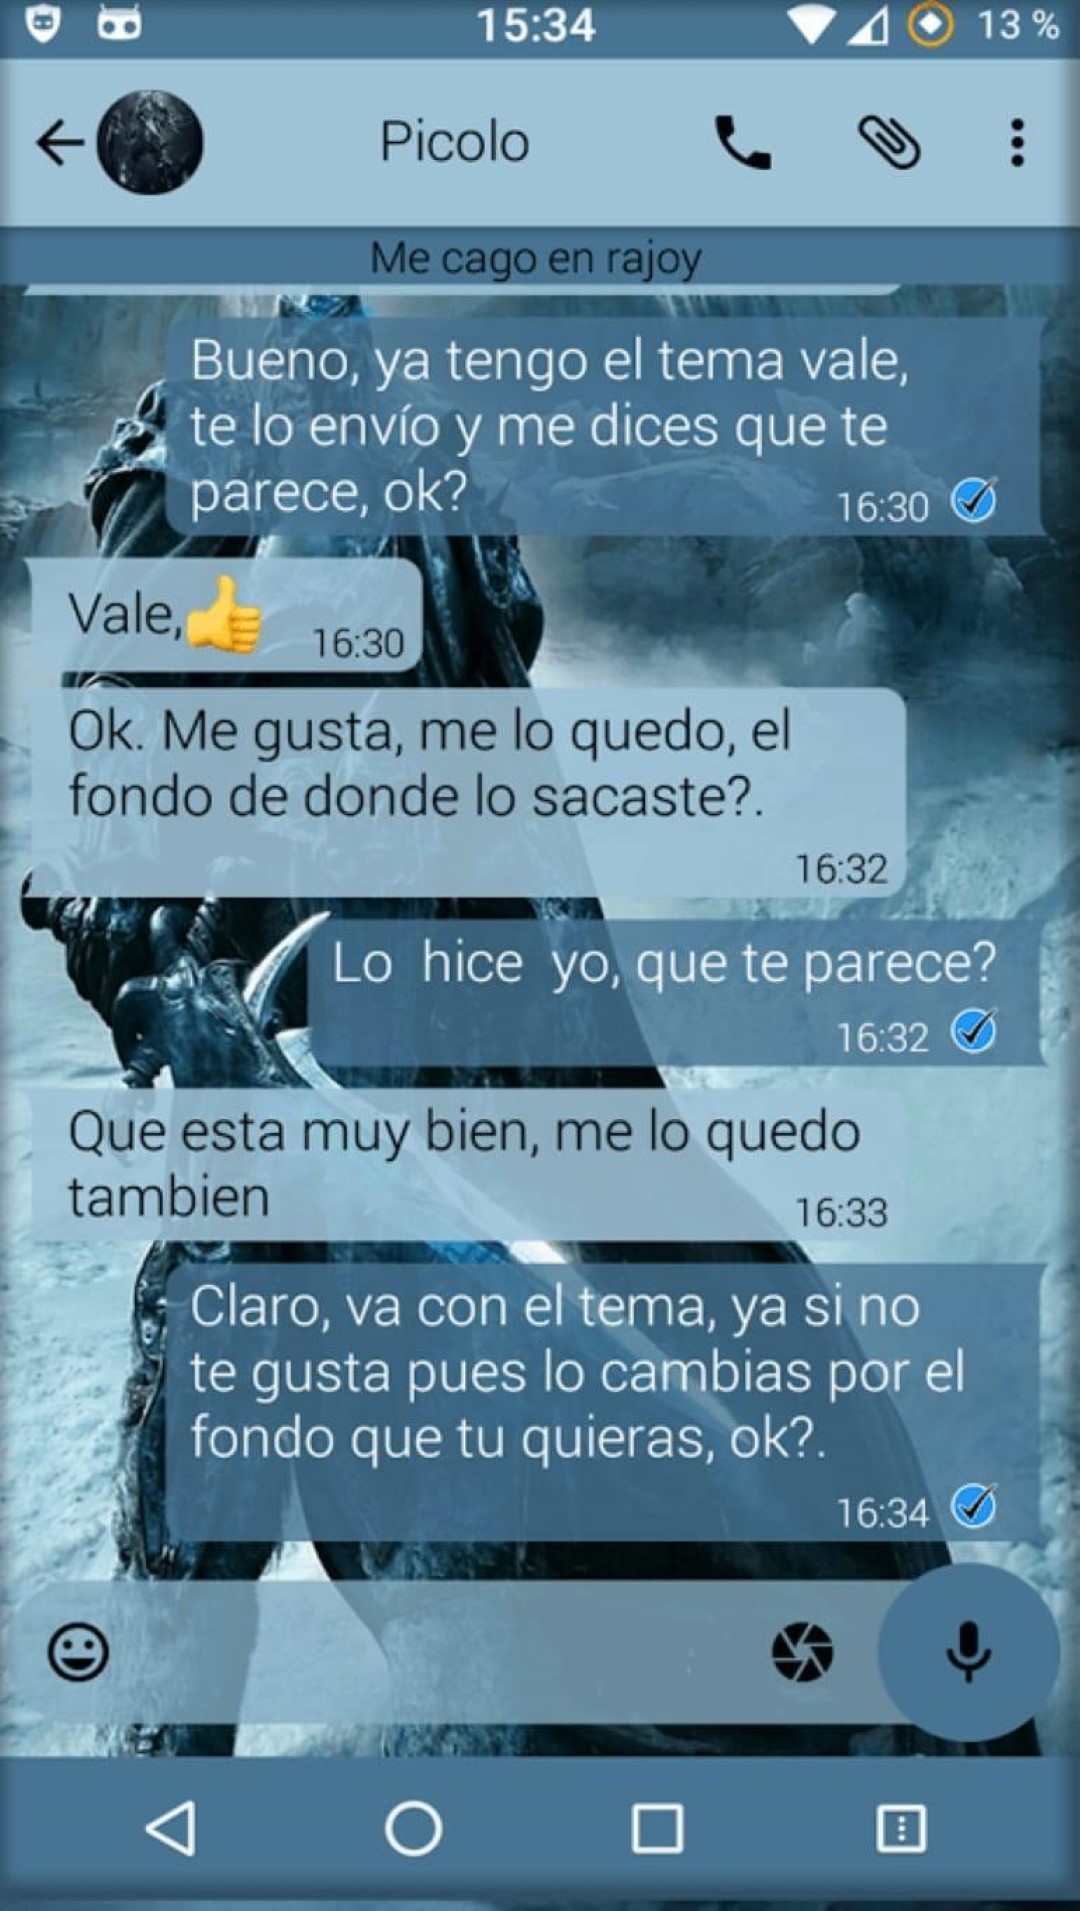 15:34
13 %
Picolo
Me cago en rajoy
Bueno, ya tengo el tema vale,
te lo envío y me dices que te
parece, ok?
16:30
Vale,👍
16:30
Ok. Me gusta, me lo quedo, el
fondo de donde lo sacaste?.
16:32
Lo hice yo, que te parece?
16:32
Que esta muy bien, me lo quedo
tambien
16:33
Claro, va con el tema, ya si no
te gusta pues lo cambias por el
fondo que tu quieras, ok?.
16:34